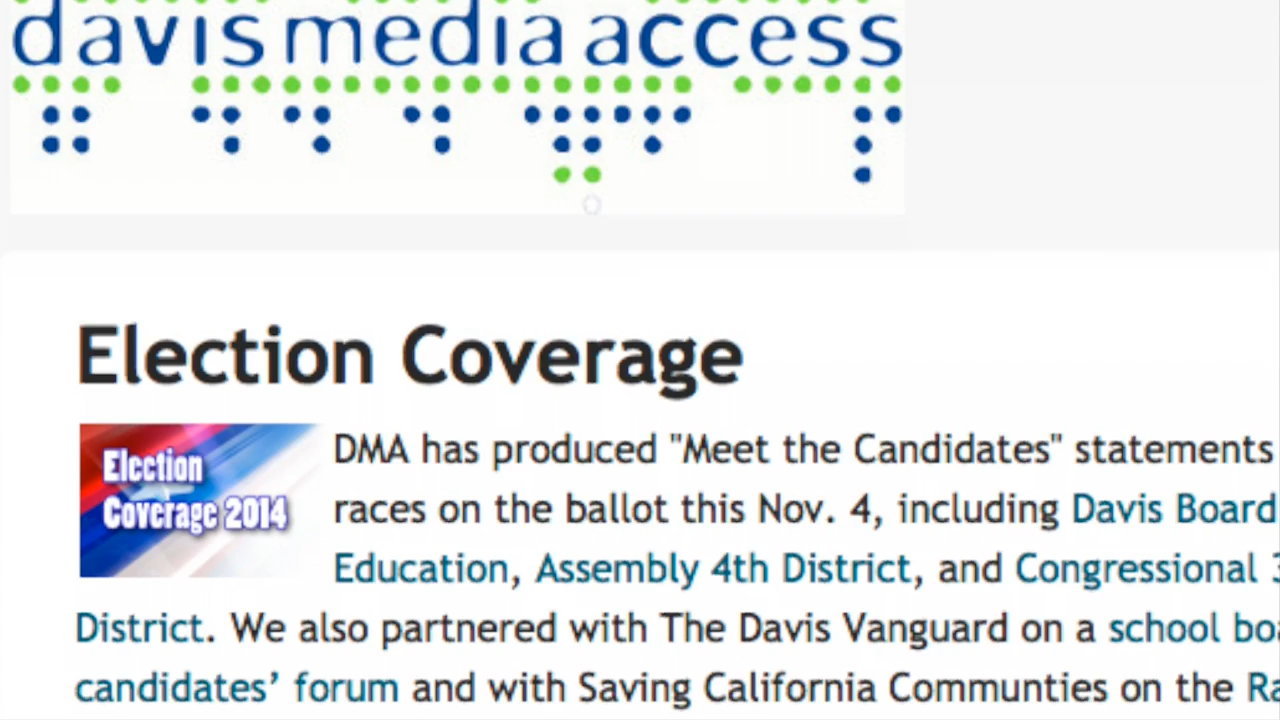 davis media access
Election Coverage
Election
Coverage 2014
DMA has produced "Meet the Candidates" statements
races on the ballot this Nov. 4, including Davis Board
Education, Assembly 4th District, and Congressional
District. We also partnered with The Davis Vanguard on a school
candidates’ forum and with Saving California Communties on the